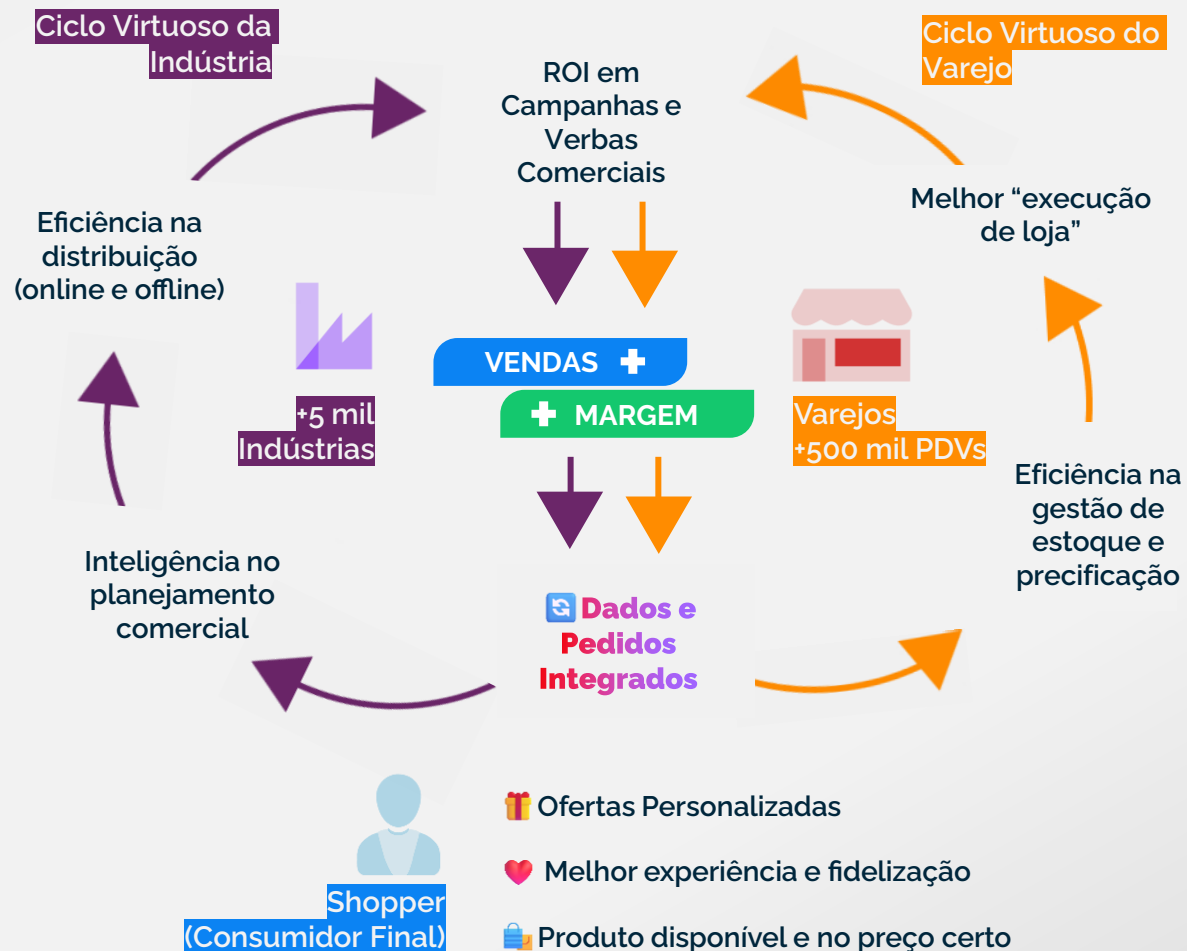 Ciclo Virtuoso da
Indústria
Ciclo Virtuoso do
Varejo
ROI em
Campanhas e
Verbas
Comerciais
Eficiência na
distribuição
(online e offline)
Melhor “execução
de loja”
VENDAS +
+ MARGEM
+5 mil
Indústrias
Varejos
+500 mil PDVs
Inteligência no
planejamento
comercial
Eficiência na
gestão de
estoque e
precificação
Dados e
Pedidos
Integrados
Shopper
(Consumidor Final)
Ofertas Personalizadas
Melhor experiência e fidelização
Produto disponível e no preço certo